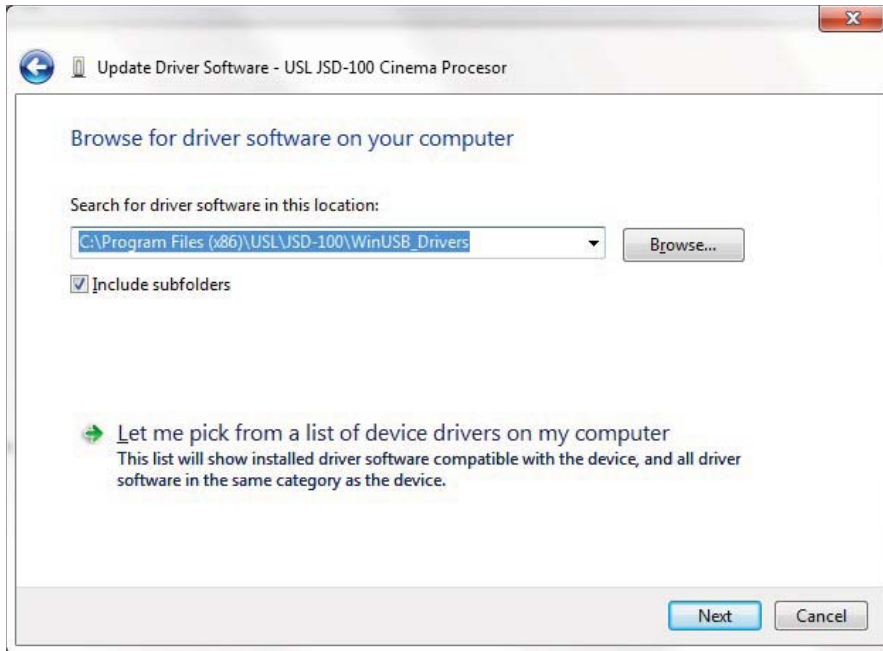 Update Driver Software - USL JSD-100 Cinema Procesor
Browse for driver software on your computer
Search for driver software in this location:
C:\Program Files (x86)\USL\JSD-100\WinUSB_Drivers
Browse...
Include subfolders
Let me pick from a list of device drivers on my computer
This list will show installed driver software compatible with the device, and all driver
software in the same category as the device.
Next
Cancel